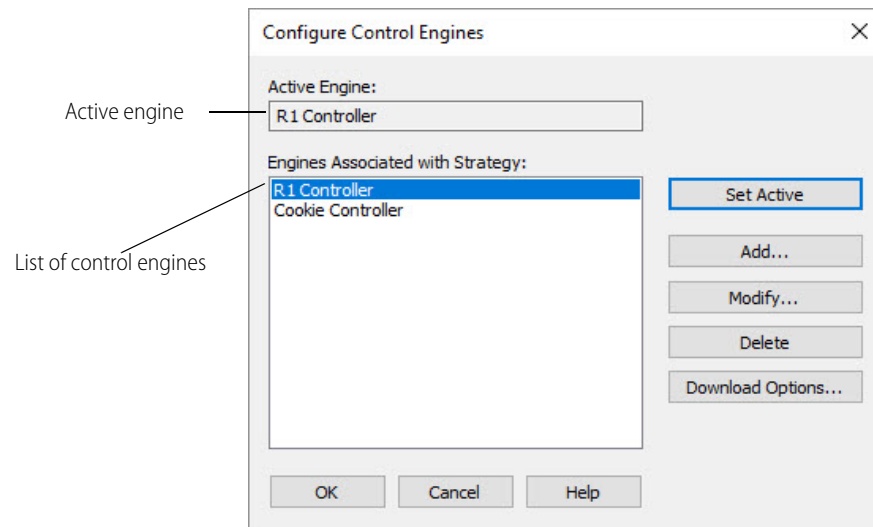 Configure Control Engines
Active Engine:
Active engine
R1 Controller
Engines Associated with Strategy:
R1 Controller
Cookie Controller
List of control engines
Set Active
Add...
Modify...
Delete
Download Options...
OK
Cancel
Help